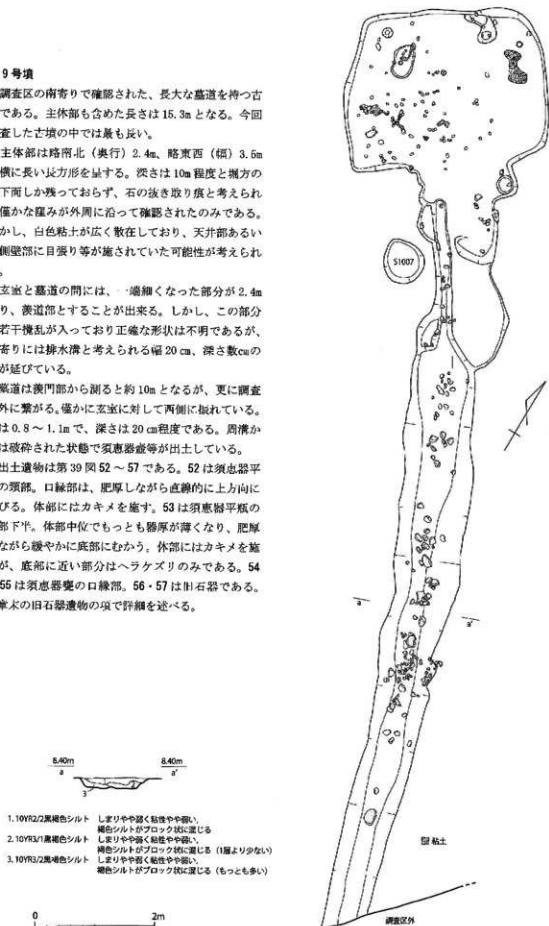 9号墳
調査区の南寄りで確認された、長大な墓道を持つ古
である。主体部も含めた長さは15.3mとなる。今回
査した古墳の中では最も長い。
主体部は略南北（奥行）2.4m、略東西（幅）3.5m
横に長い長方形を呈する。深さは10cm程度と掘方の
下面しか残っておらず、石の抜き取り痕と考えられ
僅かな窪みが外周に沿って確認されたのみである。
かし、白色粘土が広く散在しており、天井部あるい
側壁部に目張り等が施されていた可能性が考えられ
。
玄室と墓道の間には、一端細くなった部分が2.4m
り、羨道部とすることが出来る。しかし、この部分
若干攪乱が入っており正確な形状は不明であるが、
寄りには排水溝と考えられる幅20cm、深さ数cmの
が延びている。
墓道は羨門部から測ると約10mとなるが、更に調査
外に繋がる。僅かに玄室に対して西側に振れている。
は0.8～1.1mで、深さは20cm程度である。周溝か
は破砕された状態で須恵器壺等が出土している。
出土遺物は第39図52～57である。52は須恵器平
の頸部。口縁部は、肥厚しながら直線的に上方向に
びる。体部にはカキメを施す。53は須恵器平瓶の
部下半。体部中位でもっとも器厚が薄くなり、肥厚
ながら緩やかに底部にむかう。体部にはカキメを施
が、底部に近い部分はヘラケズリのみである。54
55は須恵器甕の口縁部。56・57は旧石器である。
章末の旧石器遺物の項で詳細を述べる。
S1007
a a'
粘土
調査区外
8.40m 8.40m
a a'
3
1. 10YR2/2黒褐色シルト しまりやや弱く粘性やや弱い。
褐色シルトがブロック状に混じる
2. 10YR3/1黒褐色シルト しまりやや弱く粘性やや弱い。
褐色シルトがブロック状に混じる（1層より少ない）
3. 10YR3/2黒褐色シルト しまりやや弱く粘性やや弱い。
褐色シルトがブロック状に混じる（もっとも多い）
0 2m